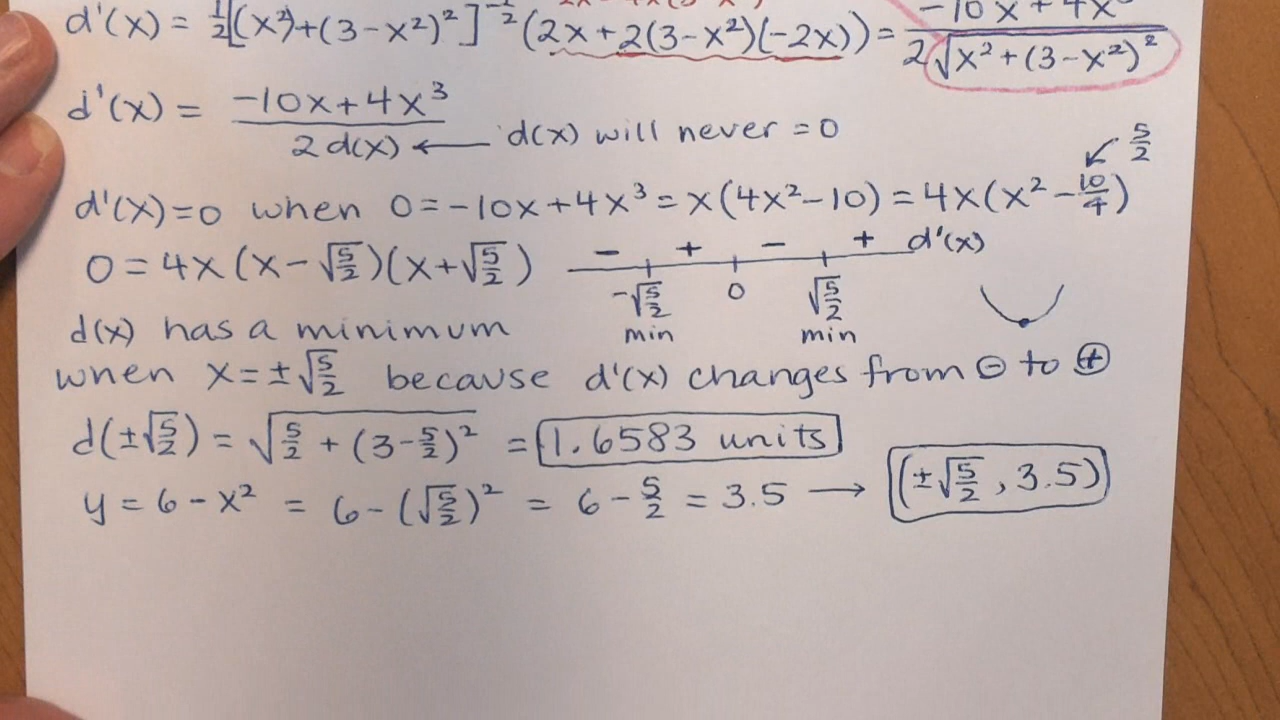 d'(x) = ½[(x²)+(3-x²)²]^-½ (2x+2(3-x²)(-2x)) = -10x+4x³ / 2√x²+(3-x²)²
d'(x) = -10x+4x³ / 2d(x) ← d(x) will never = 0
5/2
d'(x)=0 when 0=-10x+4x³=x(4x²-10)=4x(x²-10/4)
0=4x(x-√5/2)(x+√5/2) - + - + d'(x)
-√5/2 0 √5/2
d(x) has a minimum min min
when x=±√5/2 because d'(x) changes from ⊖ to ⊕
d(±√5/2) = √5/2+(3-5/2)² = 1.6583 units
y=6-x² = 6-(√5/2)² = 6-5/2 = 3.5 → (±√5/2, 3.5)